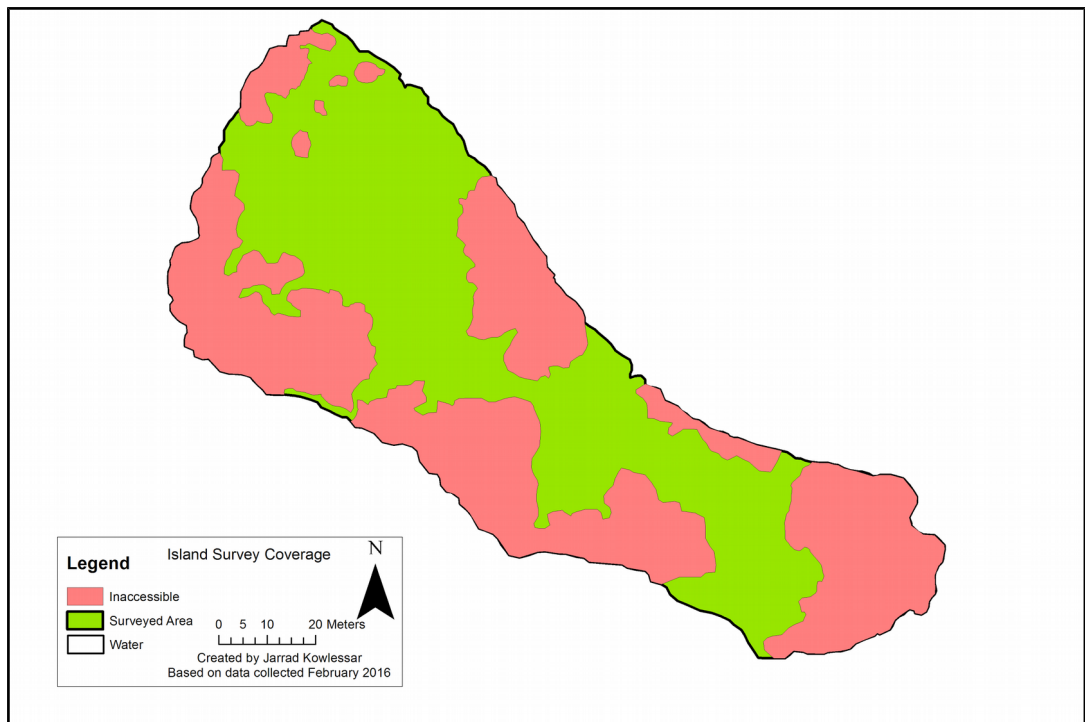 Island Survey Coverage
N
Legend
Inaccessible
Surveyed Area
Water
0 5 10 20 Meters
Created by Jarrad Kowlessar
Based on data collected February 2016